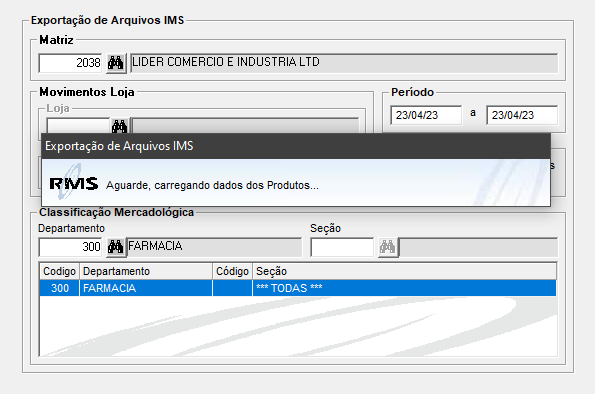 Exportação de Arquivos IMS
Matriz
2038 LIDER COMERCIO E INDUSTRIA LTD
Movimentos Loja
Período
Loja
23/04/23 a 23/04/23
Exportação de Arquivos IMS
RMS Aguarde, carregando dados dos Produtos...
Classificação Mercadológica
Departamento Seção
300 FARMACIA
Codigo Departamento Código Seção
300 FARMACIA *** TODAS ***